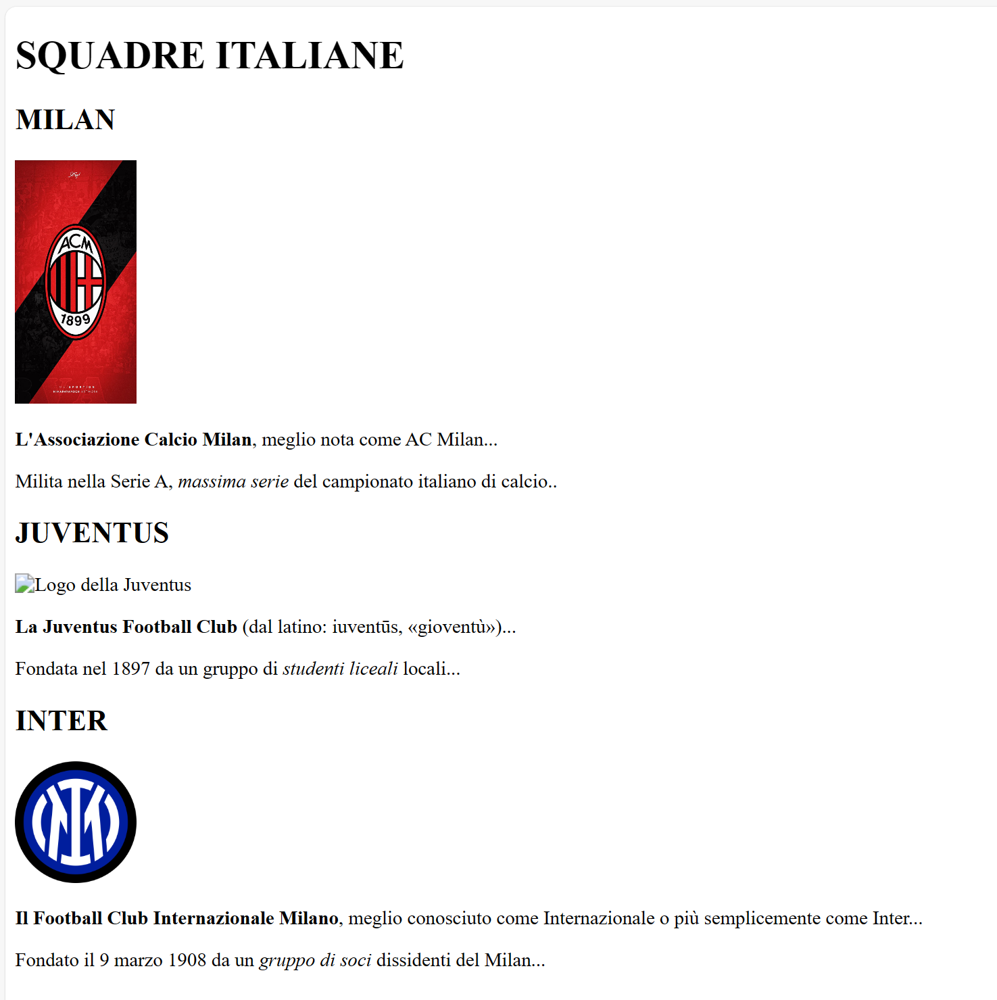 SQUADRE ITALIANE
MILAN
ACM
1899
L'Associazione Calcio Milan, meglio nota come AC Milan...
Milita nella Serie A, massima serie del campionato italiano di calcio..
JUVENTUS
Logo della Juventus
La Juventus Football Club (dal latino: iuventūs, «gioventù»)...
Fondata nel 1897 da un gruppo di studenti liceali locali...
INTER
Il Football Club Internazionale Milano, meglio conosciuto come Internazionale o più semplicemente come Inter...
Fondato il 9 marzo 1908 da un gruppo di soci dissidenti del Milan...